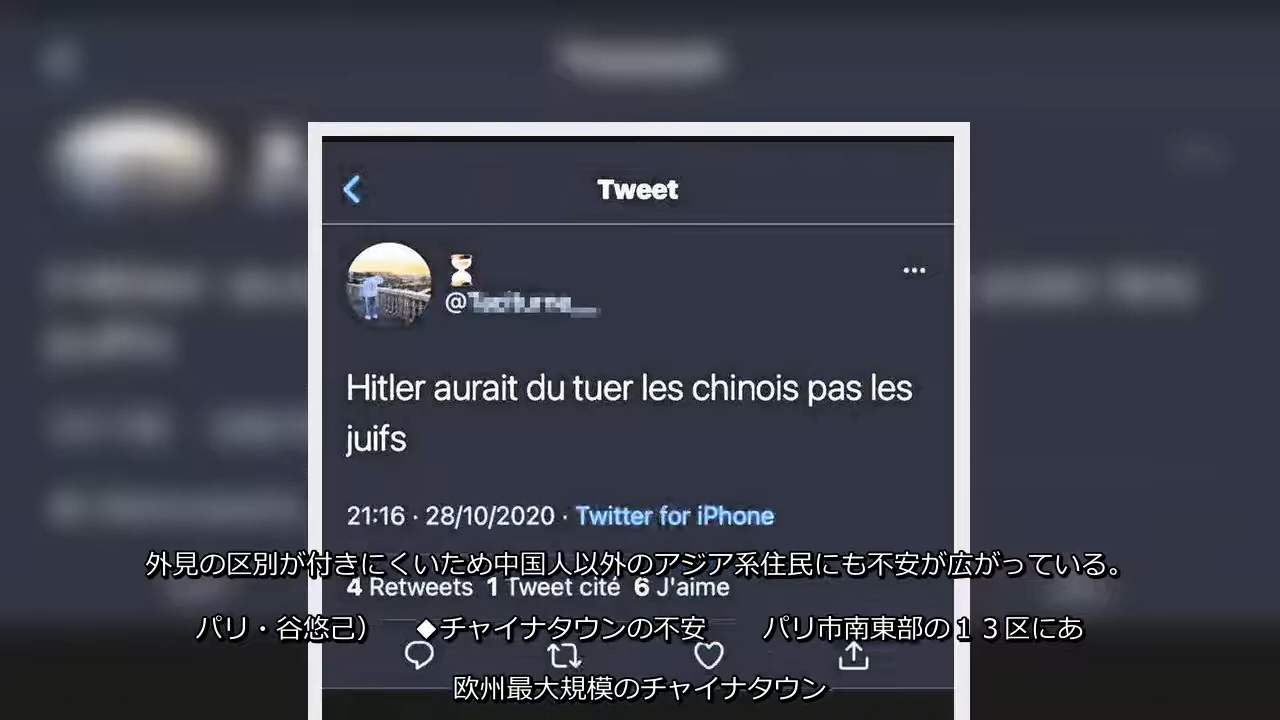 Tweet
Hitler aurait du tuer les chinois pas les
juifs
21:16 · 28/10/2020 · Twitter for iPhone
外見の区別が付きにくいため中国人以外のアジア系住民にも不安が広がっている。
4 Retweets 1 Tweet cité 6 J'aime
パリ・谷悠己） ◆チャイナタウンの不安 パリ市南東部の１３区にあ
欧州最大規模のチャイナタウン